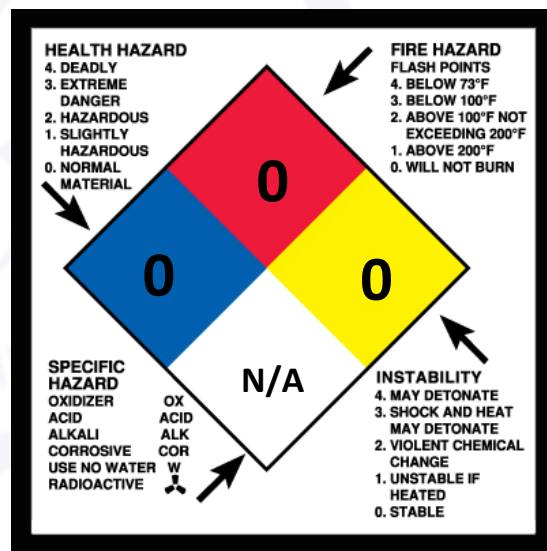 HEALTH HAZARD
4. DEADLY
3. EXTREME
DANGER
2. HAZARDOUS
1. SLIGHTLY
HAZARDOUS
0. NORMAL
MATERIAL
FIRE HAZARD
FLASH POINTS
4. BELOW 73°F
3. BELOW 100°F
2. ABOVE 100°F NOT
EXCEEDING 200°F
1. ABOVE 200°F
0. WILL NOT BURN
0
0
0
N/A
SPECIFIC
HAZARD
OXIDIZER OX
ACID ACID
ALKALI ALK
CORROSIVE COR
USE NO WATER W
RADIOACTIVE
INSTABILITY
4. MAY DETONATE
3. SHOCK AND HEAT
MAY DETONATE
2. VIOLENT CHEMICAL
CHANGE
1. UNSTABLE IF
HEATED
0. STABLE